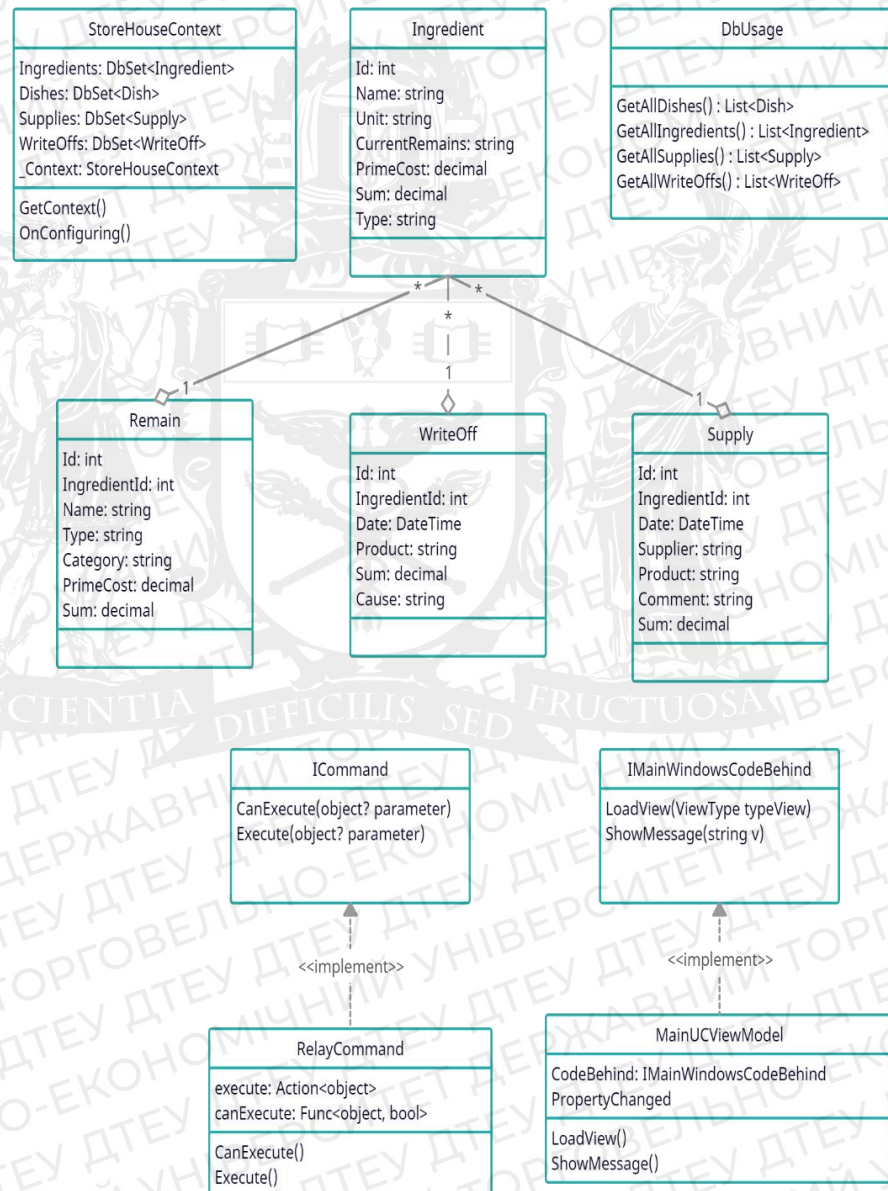 StoreHouseContext
Ingredients: DbSet<Ingredient>
Dishes: DbSet<Dish>
Supplies: DbSet<Supply>
WriteOffs: DbSet<WriteOff>
_Context: StoreHouseContext
GetContext()
OnConfiguring()
Ingredient
Id: int
Name: string
Unit: string
CurrentRemains: string
PrimeCost: decimal
Sum: decimal
Type: string
DbUsage
GetAllDishes() : List<Dish>
GetAllIngredients() : List<Ingredient>
GetAllSupplies() : List<Supply>
GetAllWriteOffs() : List<WriteOff>
*
*
*
1
1
1
Remain
Id: int
IngredientId: int
Name: string
Type: string
Category: string
PrimeCost: decimal
Sum: decimal
WriteOff
Id: int
IngredientId: int
Date: DateTime
Product: string
Sum: decimal
Cause: string
Supply
Id: int
IngredientId: int
Date: DateTime
Supplier: string
Product: string
Comment: string
Sum: decimal
CIENTIA DIFFICILIS SED FRUCTUOSA
ICommand
CanExecute(object? parameter)
Execute(object? parameter)
IMainWindowsCodeBehind
LoadView(ViewType typeView)
ShowMessage(string v)
<<implement>>
<<implement>>
RelayCommand
execute: Action<object>
canExecute: Func<object, bool>
CanExecute()
Execute()
MainUCViewModel
CodeBehind: IMainWindowsCodeBehind
PropertyChanged
LoadView()
ShowMessage()